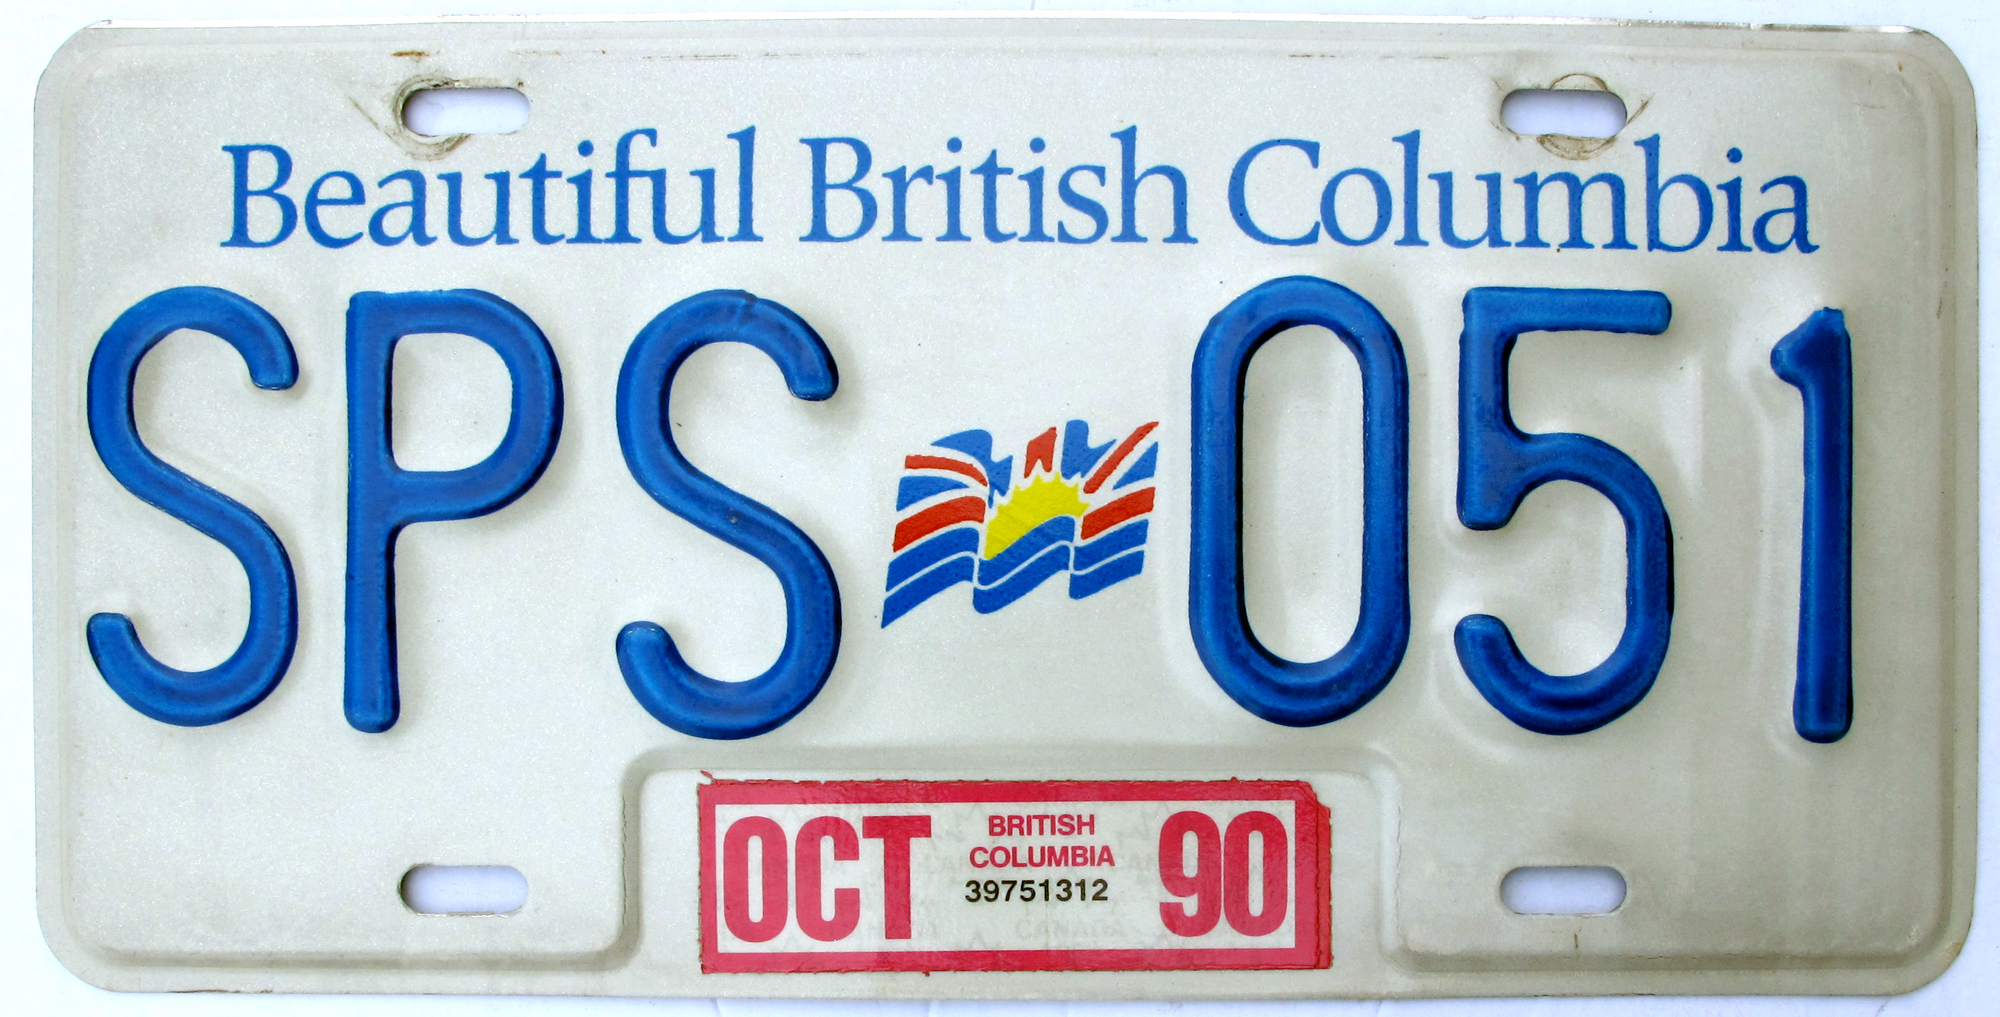 Beautiful British Columbia
SPS 051
OCT BRITISH COLUMBIA 90
39751312